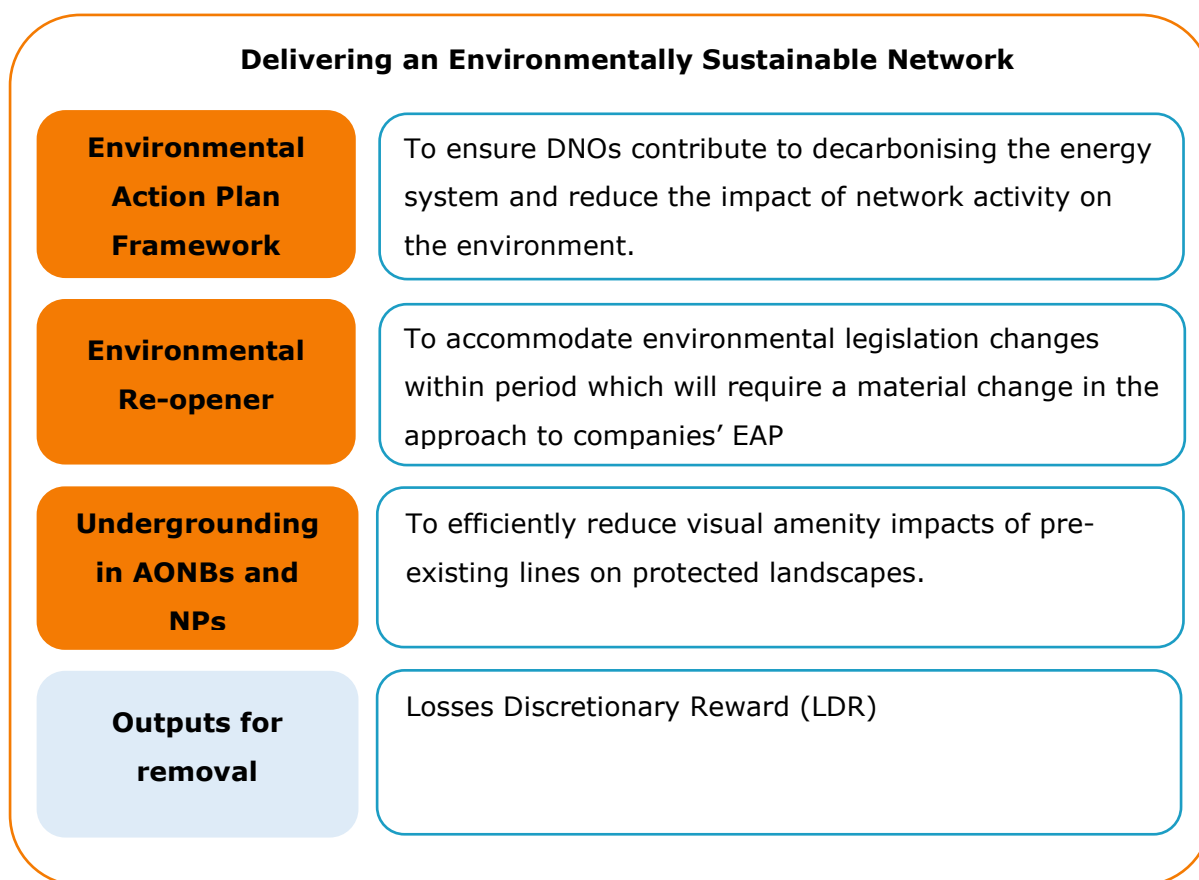 Delivering an Environmentally Sustainable Network
Environmental
Action Plan
Framework
To ensure DNOs contribute to decarbonising the energy
system and reduce the impact of network activity on
the environment.
Environmental
Re-opener
To accommodate environmental legislation changes
within period which will require a material change in the
approach to companies’ EAP
Undergrounding
in AONBs and
NPs
To efficiently reduce visual amenity impacts of pre-
existing lines on protected landscapes.
Outputs for
removal
Losses Discretionary Reward (LDR)